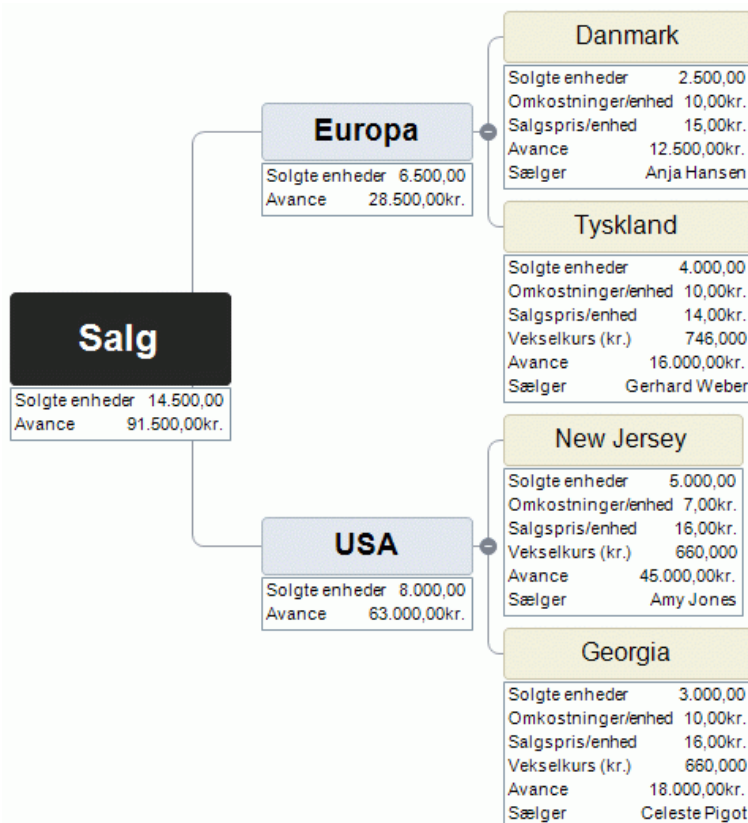 Salg
Solgte enheder 14.500,00
Avance 91.500,00kr.
Europa
Solgte enheder 6.500,00
Avance 28.500,00kr.
Danmark
Solgte enheder 2.500,00
Omkostninger/enhed 10,00kr.
Salgspris/enhed 15,00kr.
Avance 12.500,00kr.
Sælger Anja Hansen
Tyskland
Solgte enheder 4.000,00
Omkostninger/enhed 10,00kr.
Salgspris/enhed 14,00kr.
Vekselkurs (kr.) 746,000
Avance 16.000,00kr.
Sælger Gerhard Weber
USA
Solgte enheder 8.000,00
Avance 63.000,00kr.
New Jersey
Solgte enheder 5.000,00
Omkostninger/enhed 7,00kr.
Salgspris/enhed 16,00kr.
Vekselkurs (kr.) 660,000
Avance 45.000,00kr.
Sælger Amy Jones
Georgia
Solgte enheder 3.000,00
Omkostninger/enhed 10,00kr.
Salgspris/enhed 16,00kr.
Vekselkurs (kr.) 660,000
Avance 18.000,00kr.
Sælger Celeste Pigot